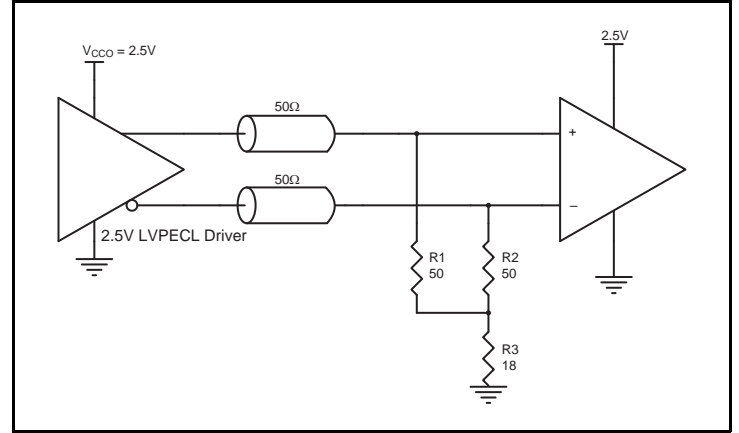 V_CCO = 2.5V
2.5V
50Ω
+
50Ω
–
2.5V LVPECL Driver
R1
50
R2
50
R3
18